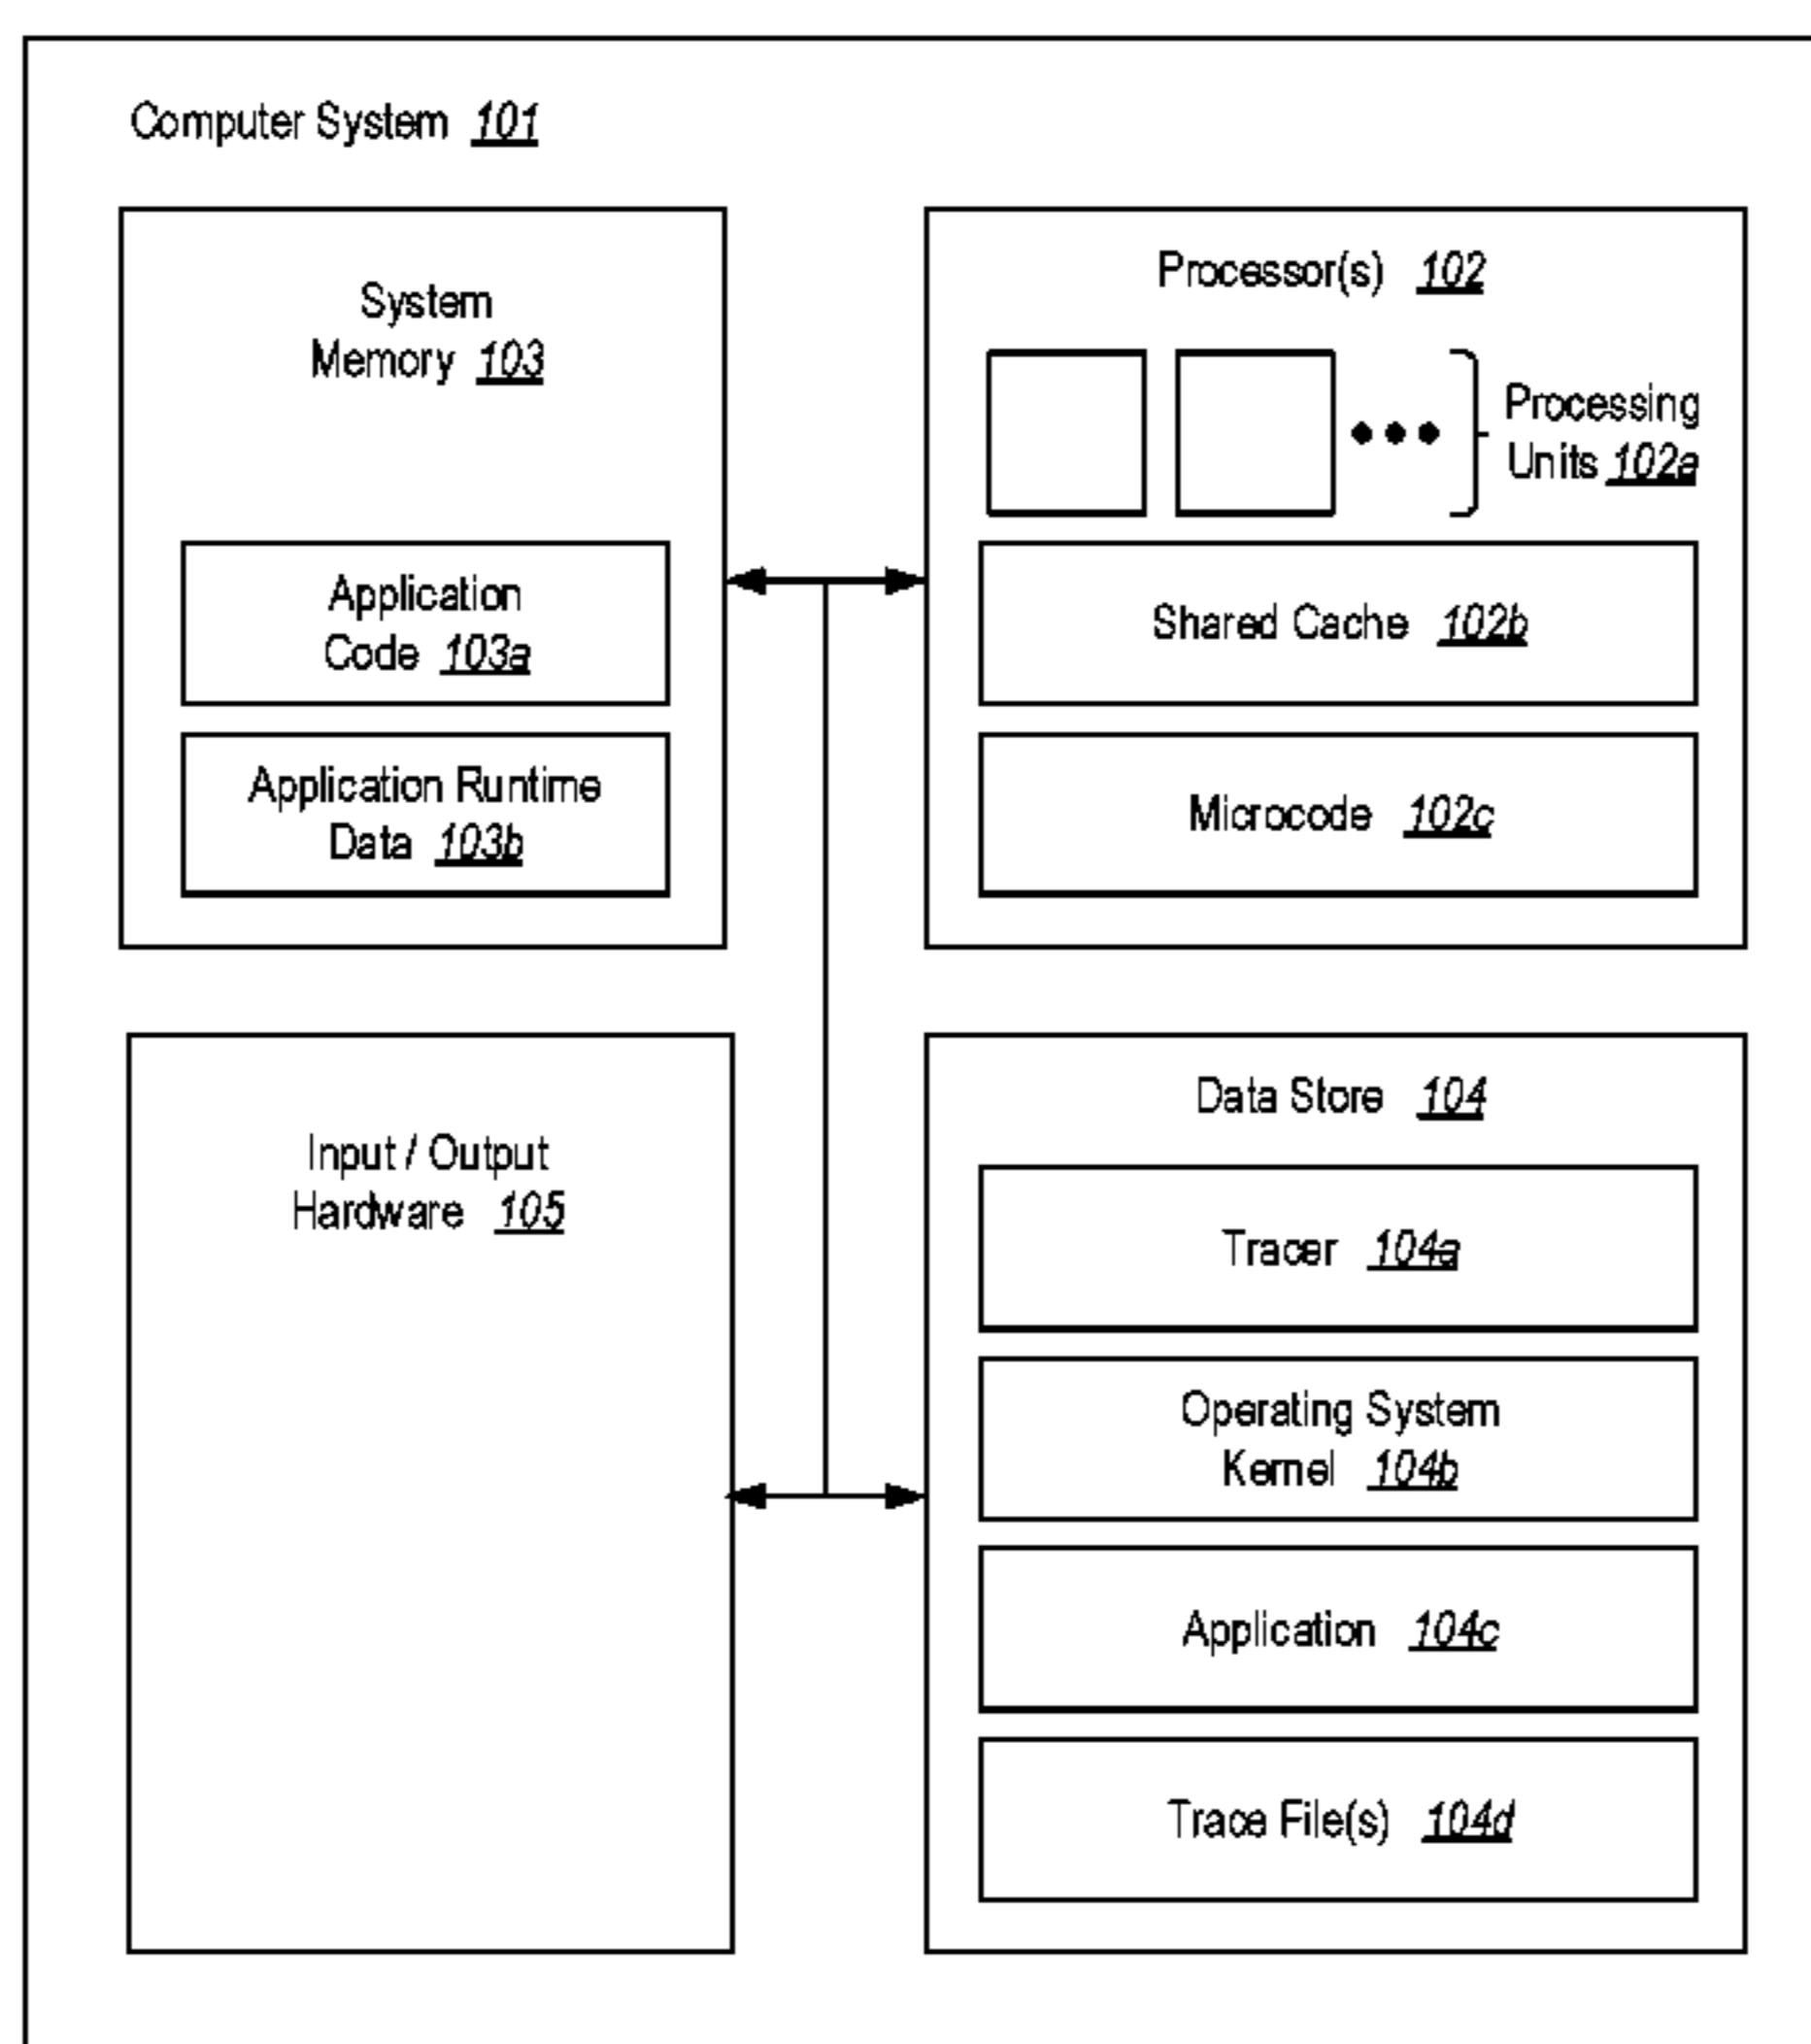 Computer System 101
System
Memory 103
Application
Code 103a
Application Runtime
Data 103b
Processor(s) 102
Processing
Units 102a
Shared Cache 102b
Microcode 102c
Input / Output
Hardware 105
Data Store 104
Tracer 104a
Operating System
Kernel 104b
Application 104c
Trace File(s) 104d